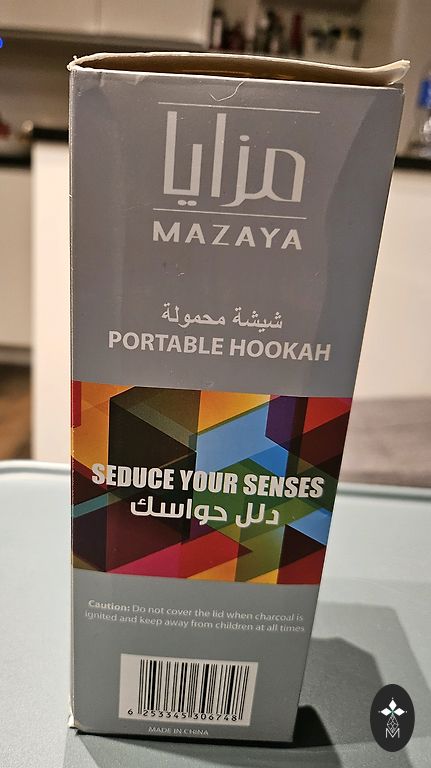 مزايا
MAZAYA
شيشة محمولة
PORTABLE HOOKAH
SEDUCE YOUR SENSES
دلل حواسك
Caution: Do not cover the lid when charcoal is
ignited and keep away from children at all times
6 253345 306748
MADE IN CHINA